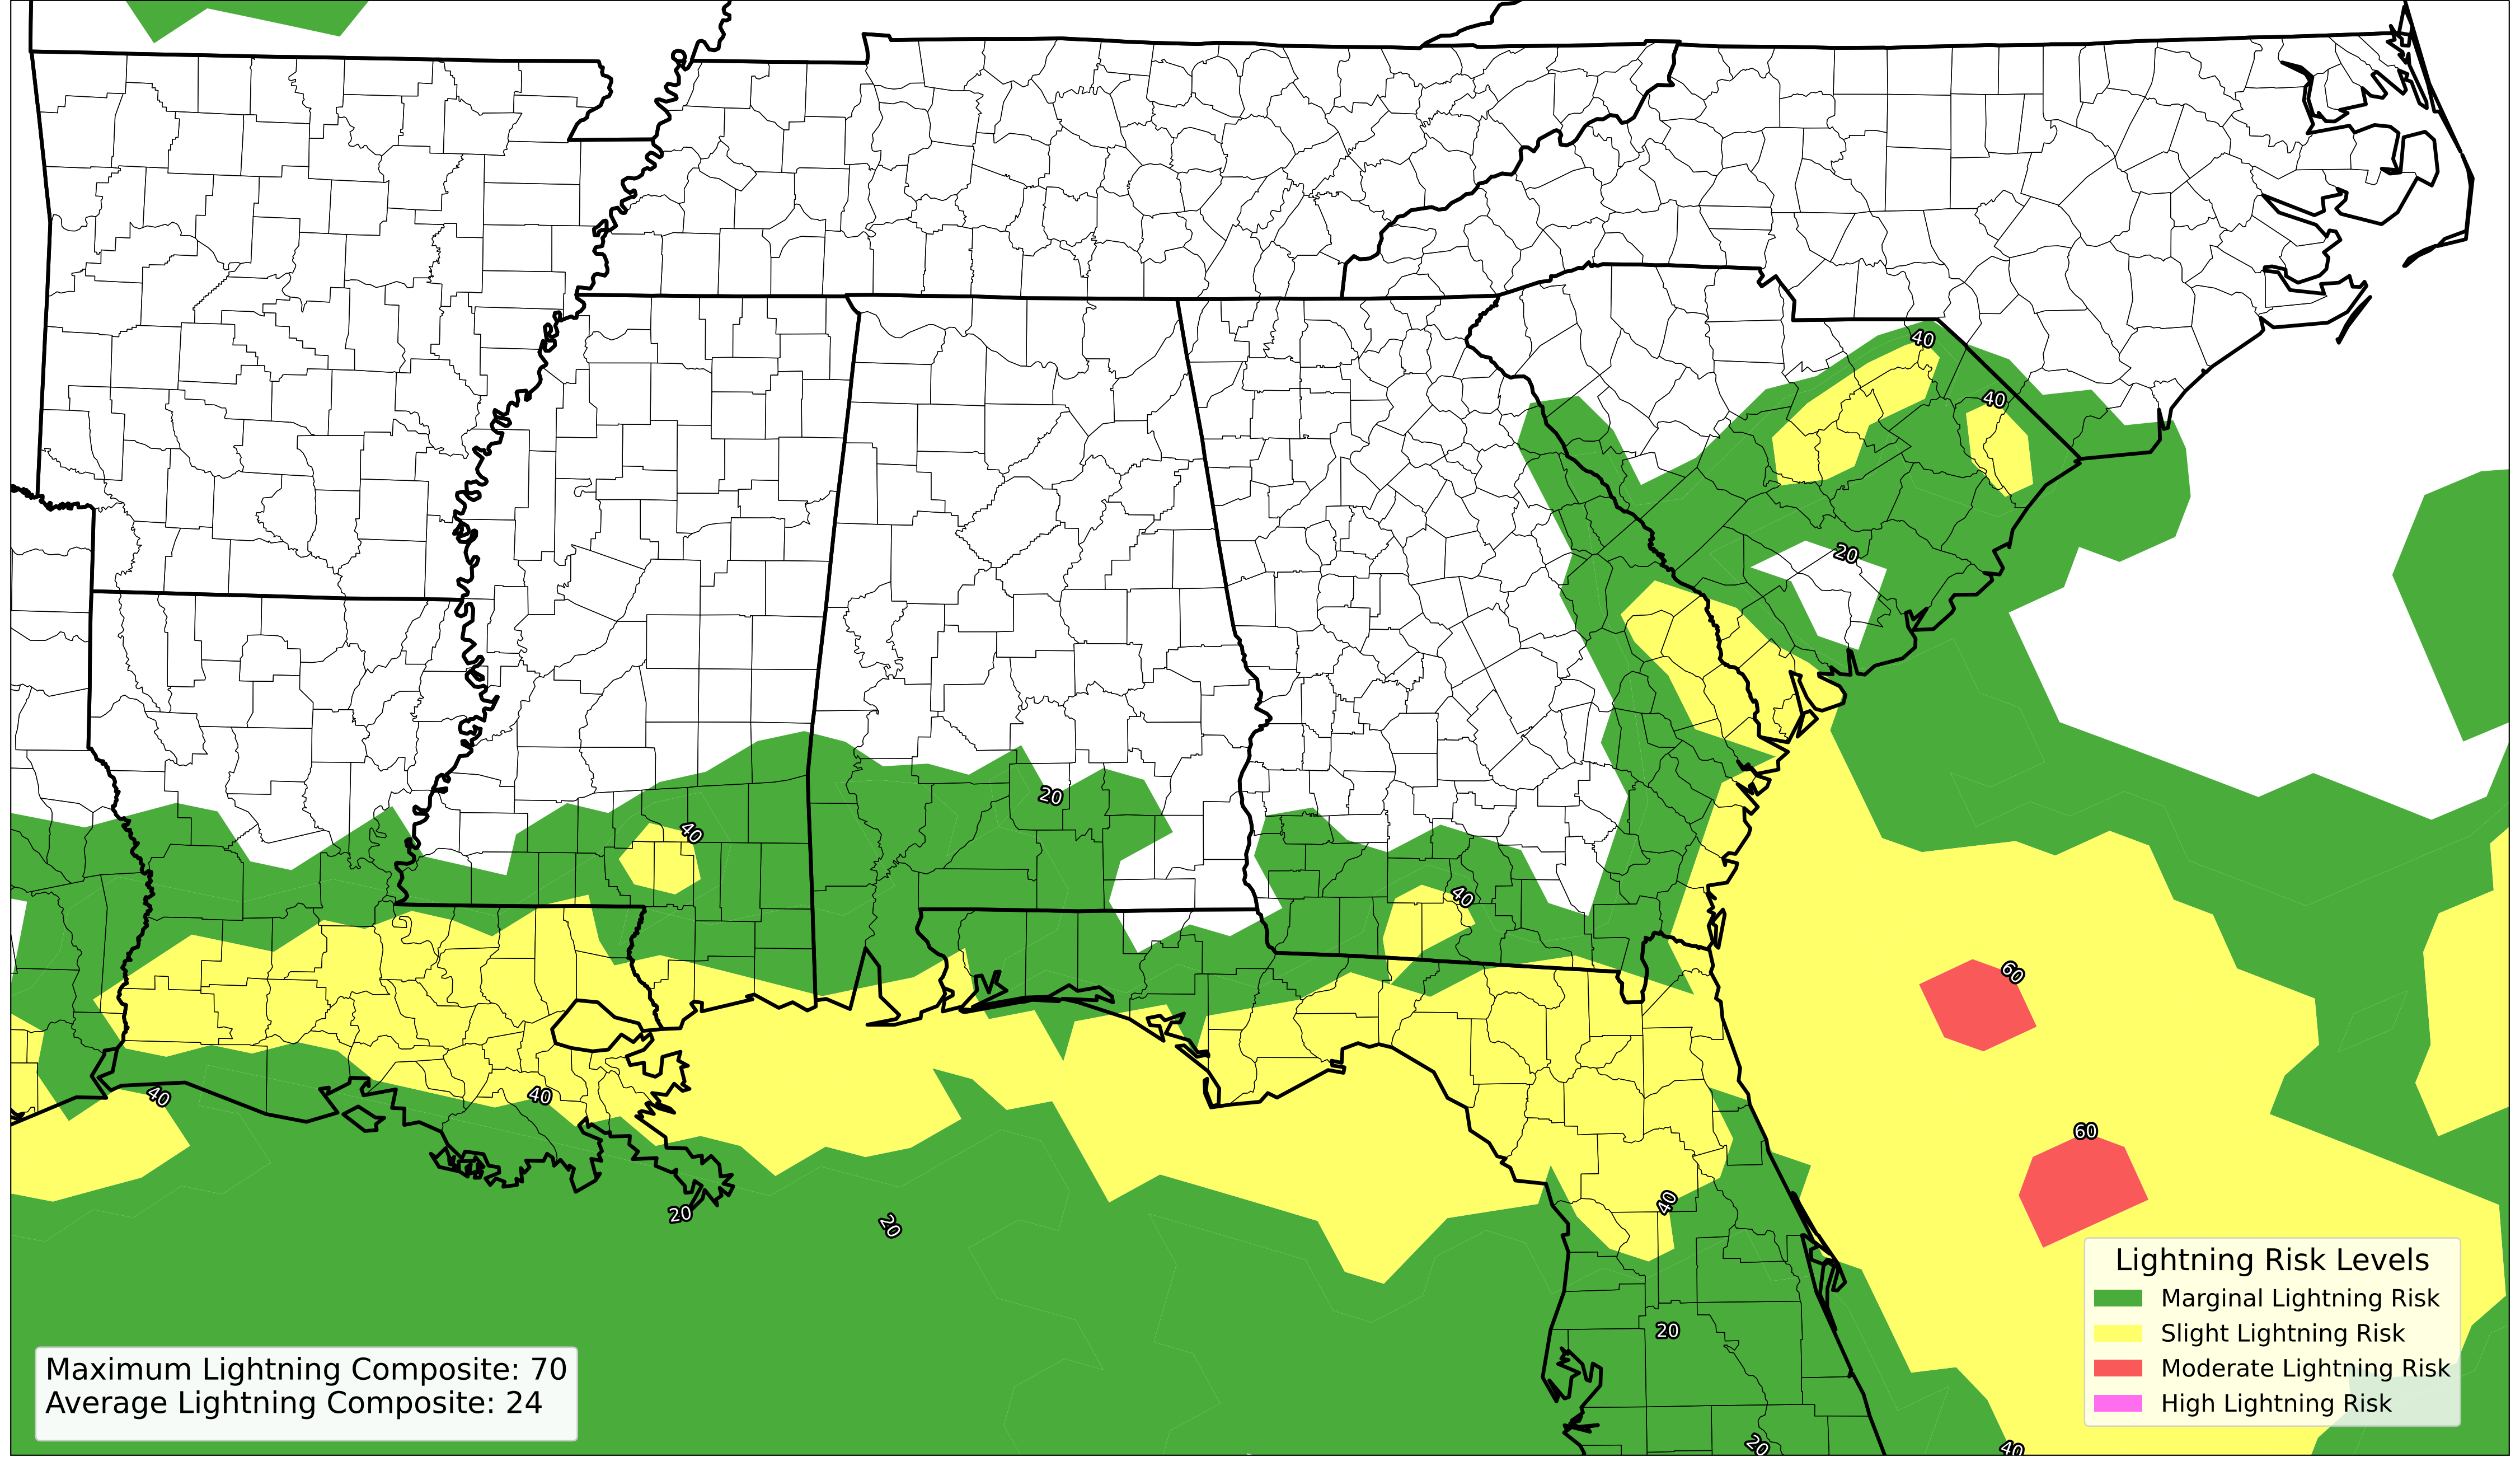 40
40
20
20
40
40
60
40
40
60
40
20
20
20
20
40
Lightning Risk Levels
Marginal Lightning Risk
Slight Lightning Risk
Moderate Lightning Risk
High Lightning Risk
Maximum Lightning Composite: 70
Average Lightning Composite: 24